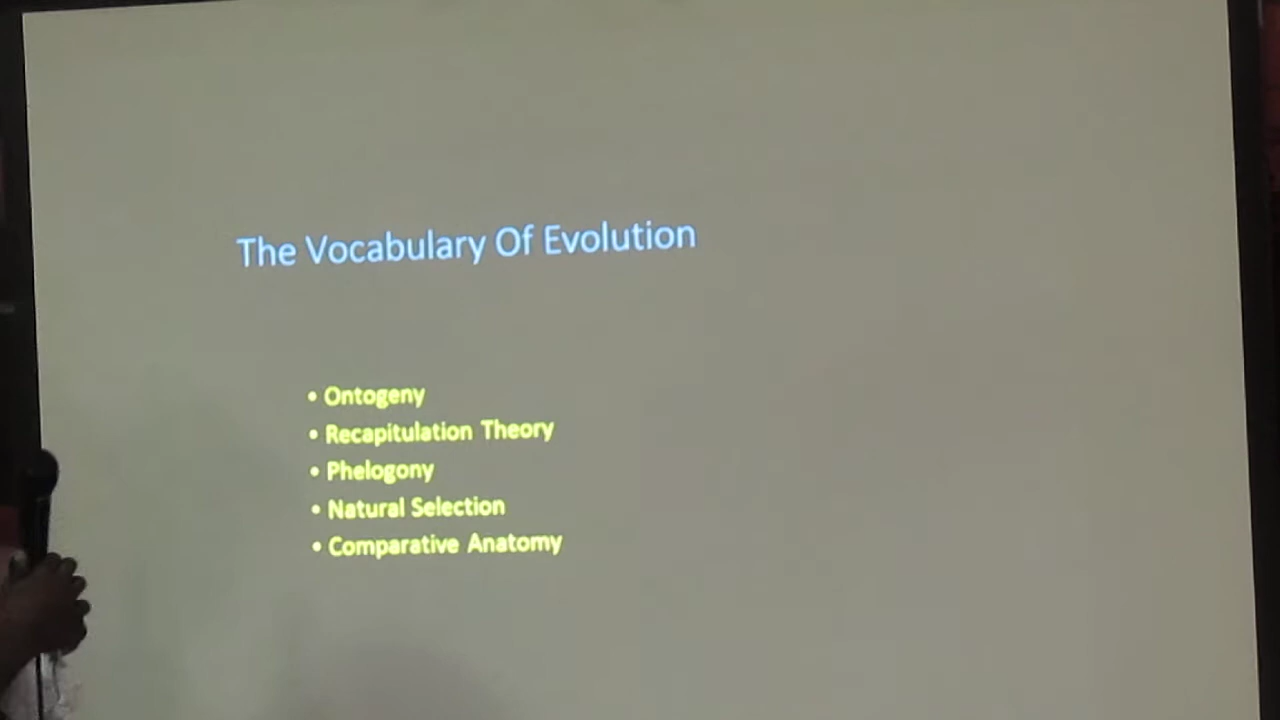 The Vocabulary Of Evolution
• Ontogeny
• Recapitulation Theory
• Phelogony
• Natural Selection
• Comparative Anatomy